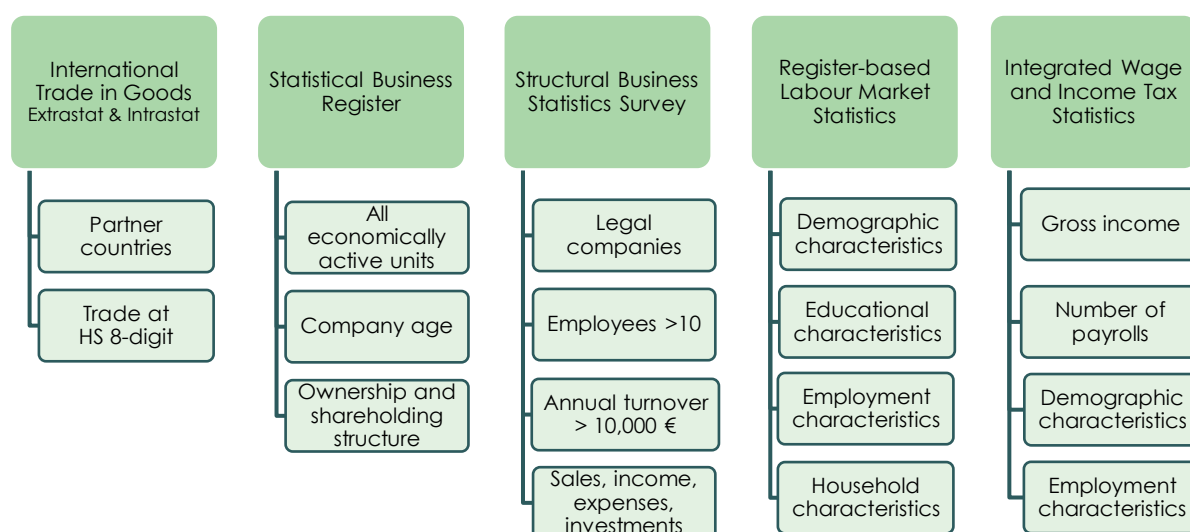 International
Trade in Goods
Extrastat & Intrastat
Partner
countries
Trade at
HS 8-digit
Statistical Business
Register
All
economically
active units
Company age
Ownership and
shareholding
structure
Structural Business
Statistics Survey
Legal
companies
Employees >10
Annual turnover
> 10,000 €
Sales, income,
expenses,
investments
Register-based
Labour Market
Statistics
Demographic
characteristics
Educational
characteristics
Employment
characteristics
Household
characteristics
Integrated Wage
and Income Tax
Statistics
Gross income
Number of
payrolls
Demographic
characteristics
Employment
characteristics